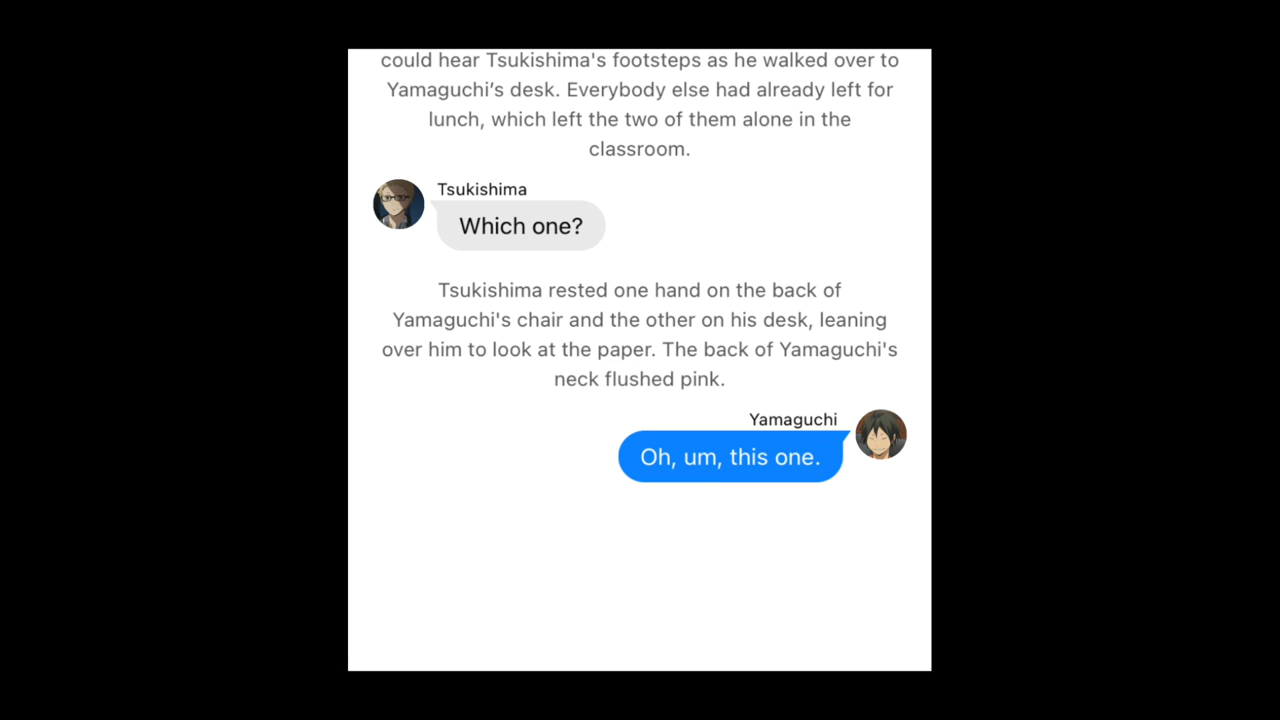 could hear Tsukishima's footsteps as he walked over to
Yamaguchi’s desk. Everybody else had already left for
lunch, which left the two of them alone in the
classroom.
Tsukishima
Which one?
Tsukishima rested one hand on the back of
Yamaguchi's chair and the other on his desk, leaning
over him to look at the paper. The back of Yamaguchi's
neck flushed pink.
Yamaguchi
Oh, um, this one.